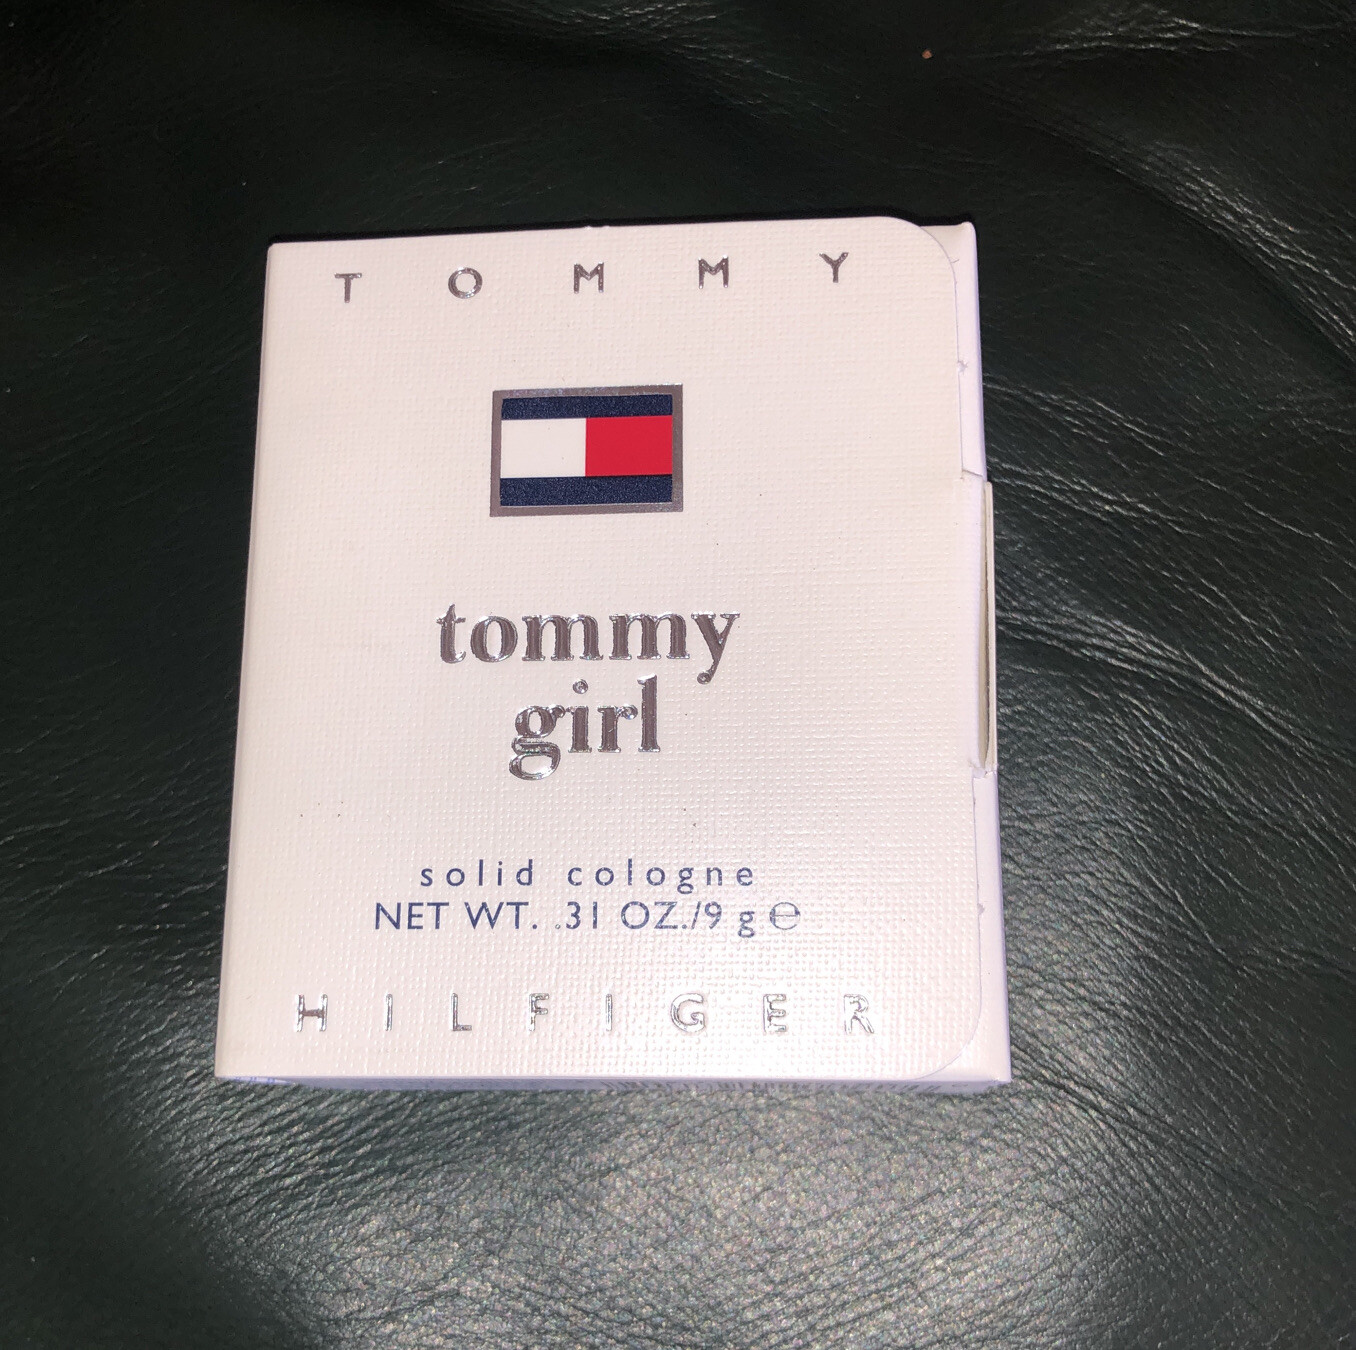 TOMMY
tommy
girl
solid cologne
NET WT. .31 OZ./9 g ℮
HILFIGER